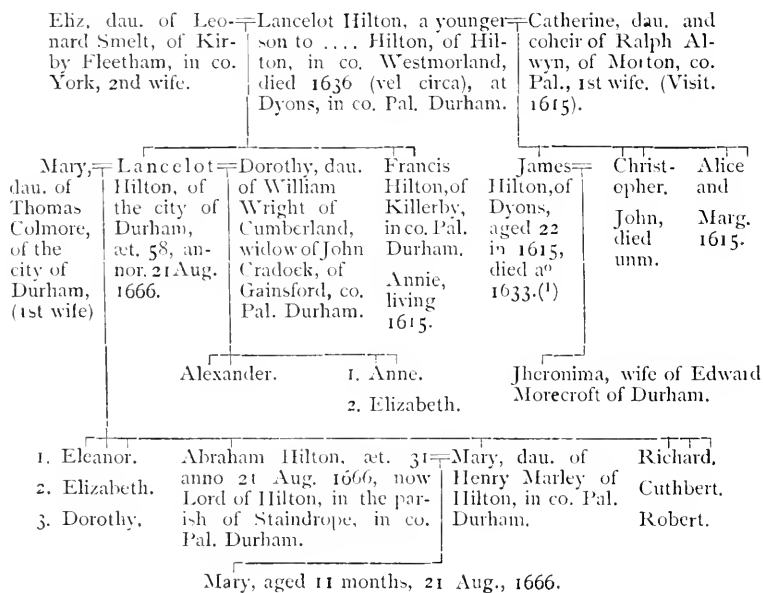 Eliz, dau. of Leo-
nard Smelt, of Kir-
by Fleetham, in co.
York, 2nd wife.
Lancelot Hilton, a younger
son to .... Hilton, of Hil-
ton, in co. Westmorland,
died 1636 (vel circa), at
Dyons, in co. Pal. Durham.
Catherine, dau. and
coheir of Ralph Al-
wyn, of Morton, co.
Pal., 1st wife. (Visit.
1615).
Mary,
dau. of
Thomas
Colmore,
of the
city of
Durham,
(1st wife)
Lancelot
Hilton, of
the city of
Durham,
æt. 58, an-
nor. 21 Aug.
1666.
Dorothy, dau.
of William
Wright of
Cumberland,
widow of John
Cradock, of
Gainsford, co.
Pal. Durham.
Francis
Hilton, of
Killerby,
in co. Pal.
Durham.
Annie,
living
1615.
James
Hilton, of
Dyons,
aged 22
in 1615,
died aº
1633.(¹)
Christ-
opher.
John,
died
unm.
Alice
and
Marg.
1615.
Alexander.
1. Anne.
2. Elizabeth.
Jheronima, wife of Edward
Morecroft of Durham.
1. Eleanor.
2. Elizabeth.
3. Dorothy.
Abraham Hilton, æt. 31
anno 21 Aug. 1666, now
Lord of Hilton, in the par-
ish of Staindrope, in co.
Pal. Durham.
Mary, dau. of
Henry Marley of
Hilton, in co. Pal.
Durham.
Richard.
Cuthbert.
Robert.
Mary, aged 11 months, 21 Aug., 1666.